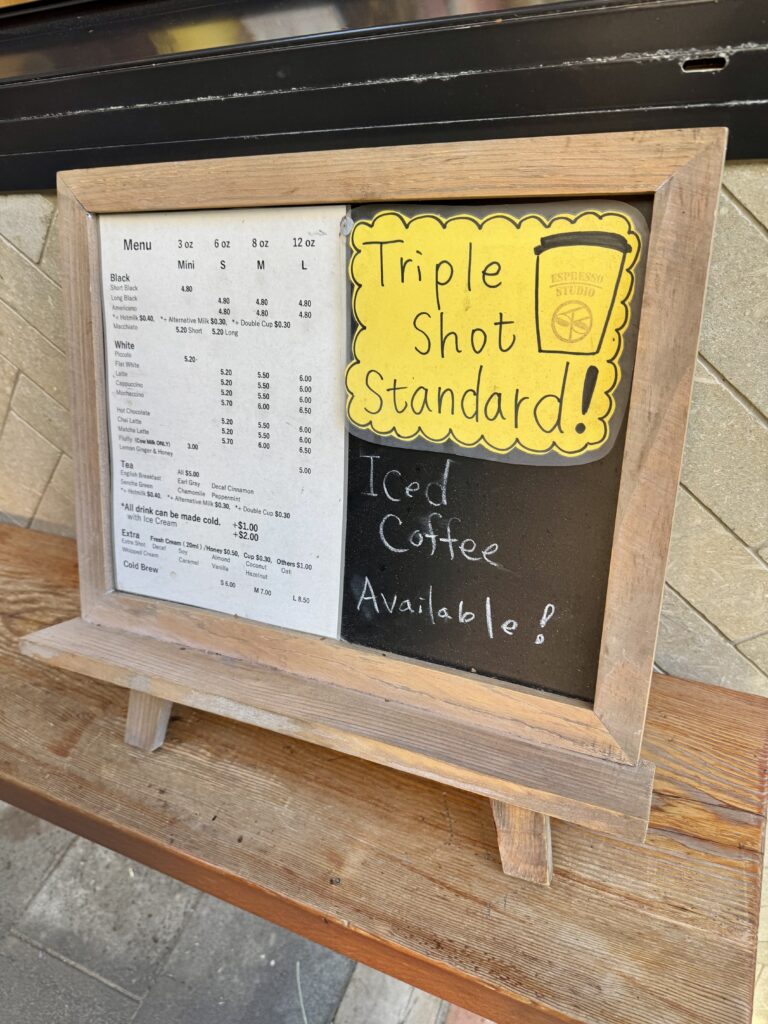 Menu 3 oz 6 oz 8 oz 12 oz
Mini S M L
Black
Short Black 4.80
Long Black 4.80 4.80 4.80
Americano 4.80 4.80 4.80
*+ Hotmilk $0.40, *+ Alternative Milk $0.30, *+ Double Cup $0.30
Macchiato 5.20 Short 5.20 Long
White
Piccolo 5.20
Flat White 5.20 5.50 6.00
Latte 5.20 5.50 6.00
Cappuccino 5.20 5.50 6.00
Mochaccino 5.70 6.00 6.50
Hot Chocolate 5.20 5.50 6.00
Chai Latte 5.20 5.50 6.00
Matcha Latte 5.70 6.00 6.50
Fluffy (Cow Milk ONLY) 3.00
Lemon Ginger & Honey 5.00
Tea All $5.00
English Breakfast Earl Gray Decaf Cinnamon
Sencha Green Chamomile Peppermint
*+ Hotmilk $0.40, *+ Alternative Milk $0.30, *+ Double Cup $0.30
*All drink can be made cold. +$1.00
with Ice Cream +$2.00
Extra Fresh Cream ( 20ml ) /Honey $0.50, Cup $0.30, Others $1.00
Extra Shot Decaf Soy Almond Coconut Oat
Whipped Cream Caramel Vanilla Hazelnut
Cold Brew S 6.00 M 7.00 L 8.50
Triple
Shot
Standard!
ESPRESSO
STUDIO
Iced
Coffee
Available!